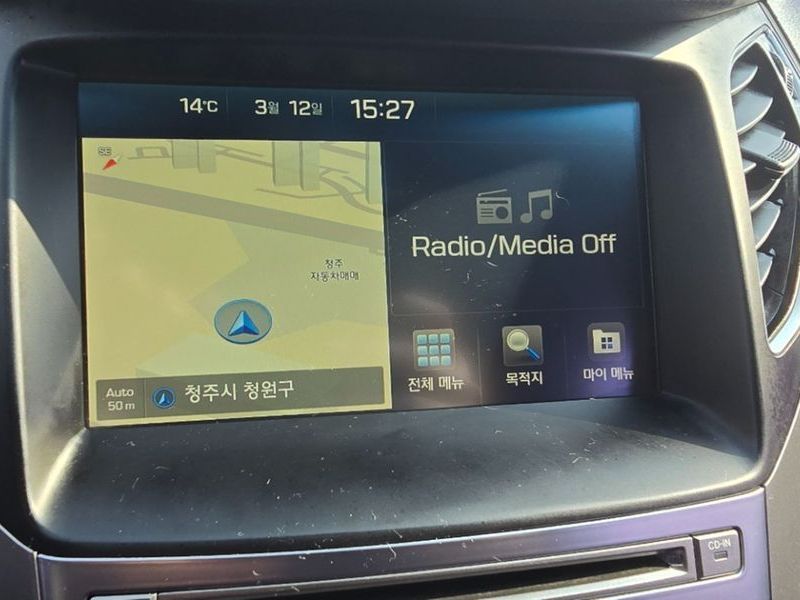 14°C 3월 12일 15:27
SE
청주
자동차매매
Auto
50 m
청주시 청원구
Radio/Media Off
전체 메뉴
목적지
마이 메뉴
CD-IN